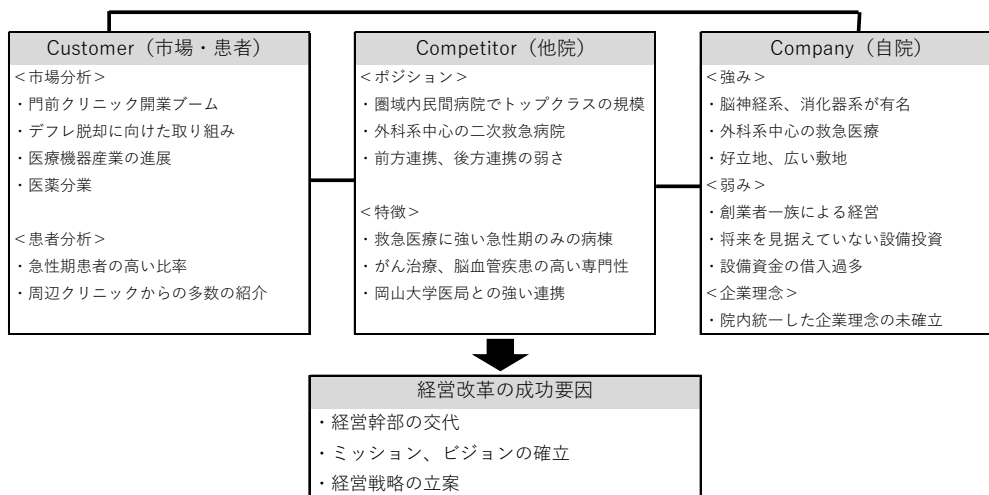 Customer（市場・患者）
＜市場分析＞
・門前クリニック開業ブーム
・デフレ脱却に向けた取り組み
・医療機器産業の進展
・医薬分業
＜患者分析＞
・急性期患者の高い比率
・周辺クリニックからの多数の紹介
Competitor（他院）
＜ポジション＞
・圏域内民間病院でトップクラスの規模
・外科系中心の二次救急病院
・前方連携、後方連携の弱さ
＜特徴＞
・救急医療に強い急性期のみの病棟
・がん治療、脳血管疾患の高い専門性
・岡山大学医局との強い連携
Company（自院）
＜強み＞
・脳神経系、消化器系が有名
・外科系中心の救急医療
・好立地、広い敷地
＜弱み＞
・創業者一族による経営
・将来を見据えていない設備投資
・設備資金の借入過多
＜企業理念＞
・院内統一した企業理念の未確立
経営改革の成功要因
・経営幹部の交代
・ミッション、ビジョンの確立
・経営戦略の立案